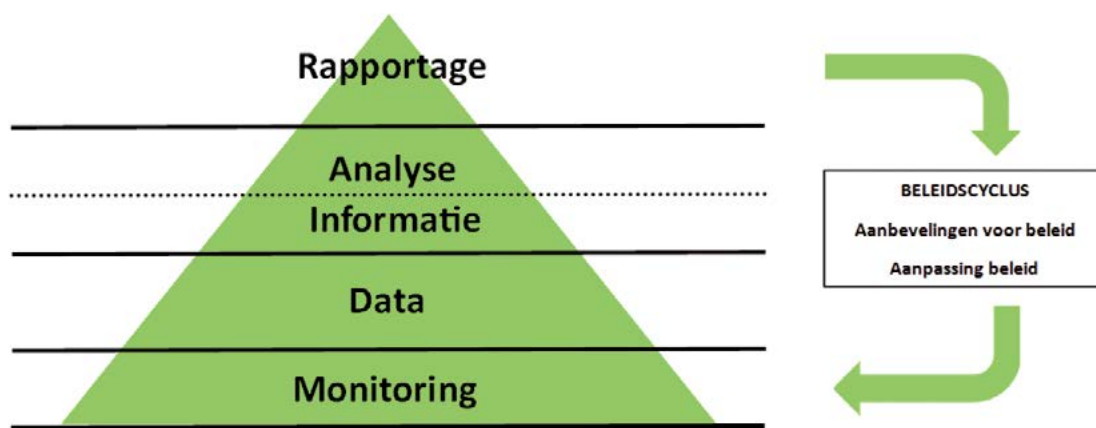 Rapportage
Analyse
Informatie
Data
Monitoring
BELEIDSCYCLUS
Aanbevelingen voor beleid
Aanpassing beleid